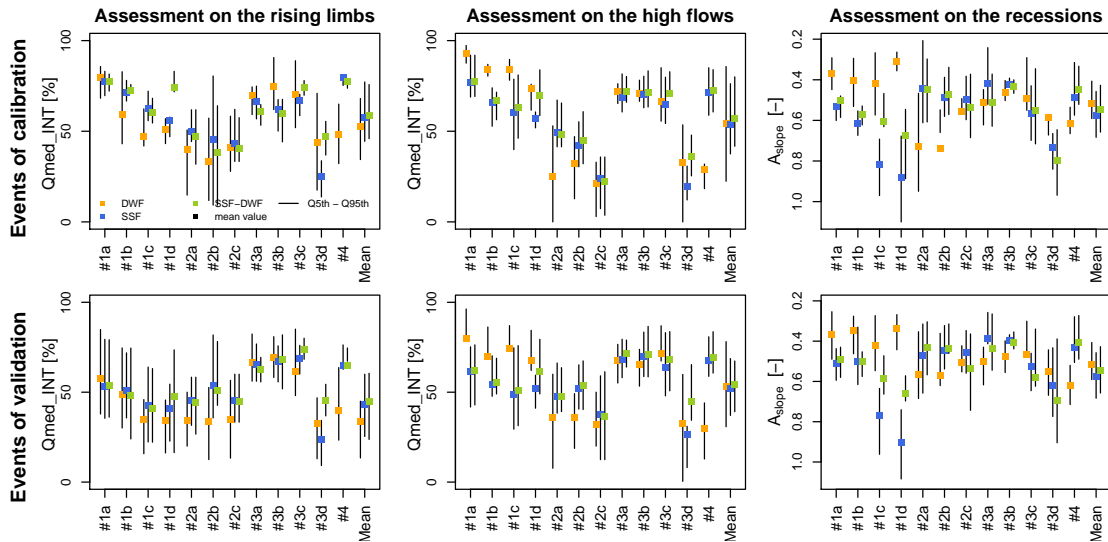 Assessment on the rising limbs
Assessment on the high flows
Assessment on the recessions
Events of calibration
Qmed_INT [%]
100
50
0
DWF
SSF
SSF-DWF
mean value
Q5th - Q95th
#1a #1b #1c #1d #2a #2b #2c #3a #3b #3c #3d #4 Mean
Qmed_INT [%]
100
50
0
#1a #1b #1c #1d #2a #2b #2c #3a #3b #3c #3d #4 Mean
Aslope [-]
0.2
0.4
0.6
0.8
1.0
#1a #1b #1c #1d #2a #2b #2c #3a #3b #3c #3d #4 Mean
Events of validation
Qmed_INT [%]
100
50
0
#1a #1b #1c #1d #2a #2b #2c #3a #3b #3c #3d #4 Mean
Qmed_INT [%]
100
50
0
#1a #1b #1c #1d #2a #2b #2c #3a #3b #3c #3d #4 Mean
Aslope [-]
0.2
0.4
0.6
0.8
1.0
#1a #1b #1c #1d #2a #2b #2c #3a #3b #3c #3d #4 Mean